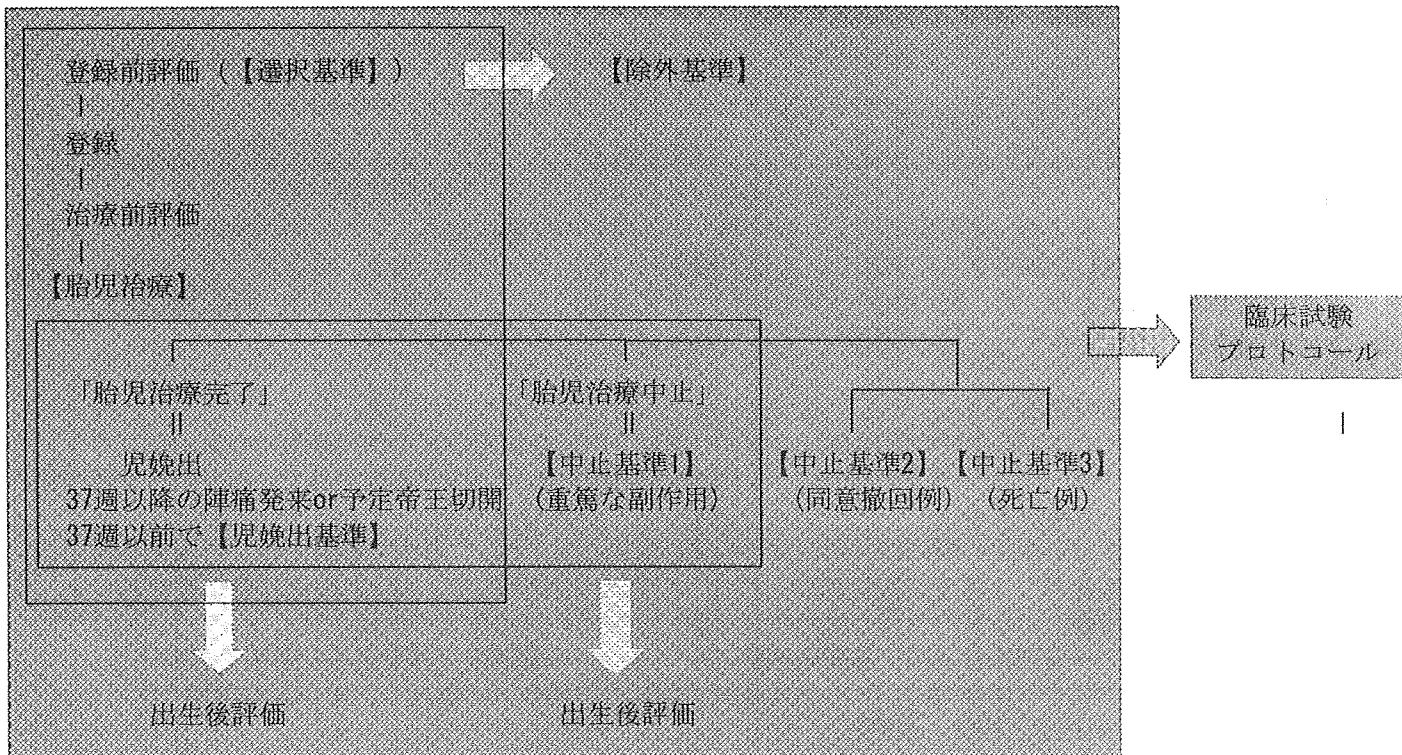 登録前評価（【選択基準】）
【除外基準】
登録
治療前評価
【胎児治療】
臨床試験
プロトコール
「胎児治療完了」
「胎児治療中止」
児娩出
【中止基準1】
【中止基準2】
【中止基準3】
37週以降の陣痛発来or予定帝王切開
（重篤な副作用）
（同意撤回例）
（死亡例）
37週以前で【児娩出基準】
出生後評価
出生後評価